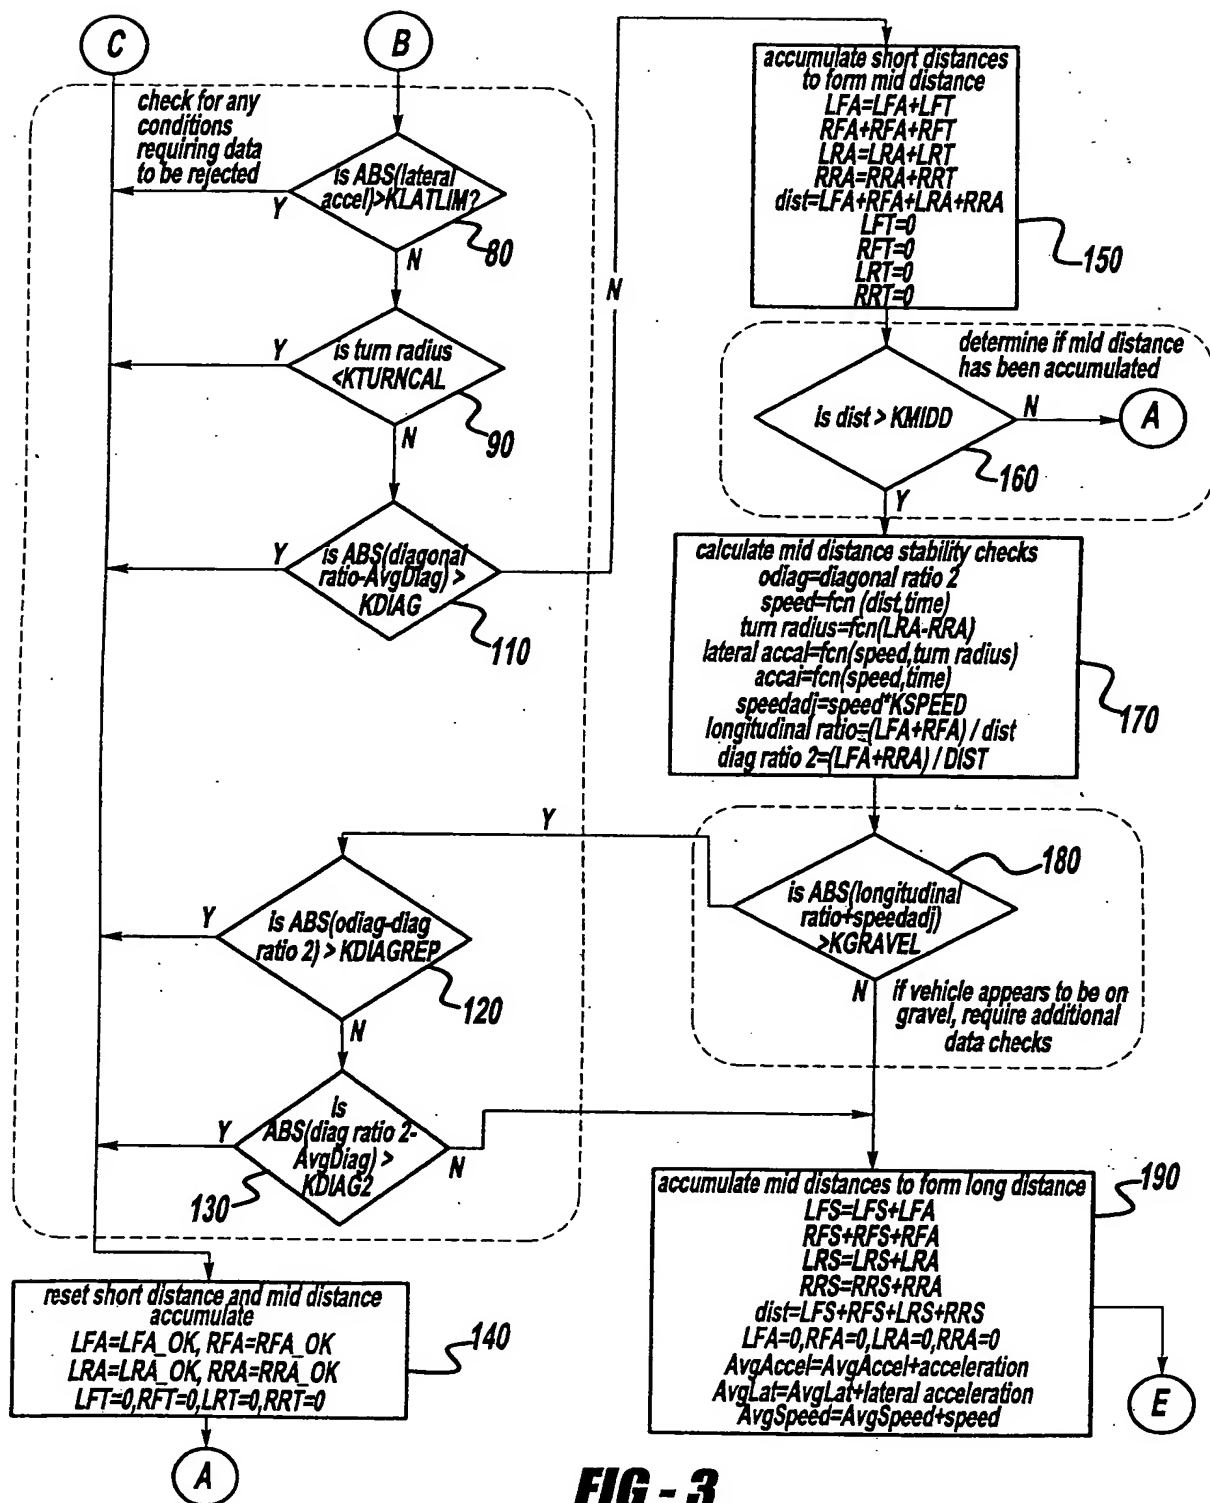 C
B
check for any
conditions
requiring data
to be rejected
is ABS(lateral
accel)>KLATLIM?
Y
80
N
is turn radius
<KTURNCAL
Y
90
N
is ABS(diagonal
ratio-AvgDiag) >
KDIAG
Y
110
N
accumulate short distances
to form mid distance
LFA=LFA+LFT
RFA+RFA+RFT
LRA=LRA+LRT
RRA=RRA+RRT
dist=LFA+RFA+LRA+RRA
LFT=0
RFT=0
LRT=0
RRT=0
150
determine if mid distance
has been accumulated
is dist > KMIDD
N
A
160
Y
calculate mid distance stability checks
odiag=diagonal ratio 2
speed=fcn (dist,time)
turn radius=fcn(LRA-RRA)
lateral accal=fcn(speed,turn radius)
accai=fcn(speed,time)
speedadj=speed*KSPEED
longitudinal ratio=(LFA+RFA) / dist
diag ratio 2=(LFA+RRA) / DIST
170
180
is ABS(longitudinal
ratio+speedadj)
>KGRAVEL
Y
N
if vehicle appears to be on
gravel, require additional
data checks
is ABS(odiag-diag
ratio 2) > KDIAGREP
Y
120
N
is
ABS(diag ratio 2-
AvgDiag) >
KDIAG2
Y
N
130
reset short distance and mid distance
accumulate
LFA=LFA_OK, RFA=RFA_OK
LRA=LRA_OK, RRA=RRA_OK
LFT=0,RFT=0,LRT=0,RRT=0
140
A
accumulate mid distances to form long distance
LFS=LFS+LFA
RFS+RFS+RFA
LRS=LRS+LRA
RRS=RRS+RRA
dist=LFS+RFS+LRS+RRS
LFA=0,RFA=0,LRA=0,RRA=0
AvgAccel=AvgAccel+acceleration
AvgLat=AvgLat+lateral acceleration
AvgSpeed=AvgSpeed+speed
190
E
FIG - 3